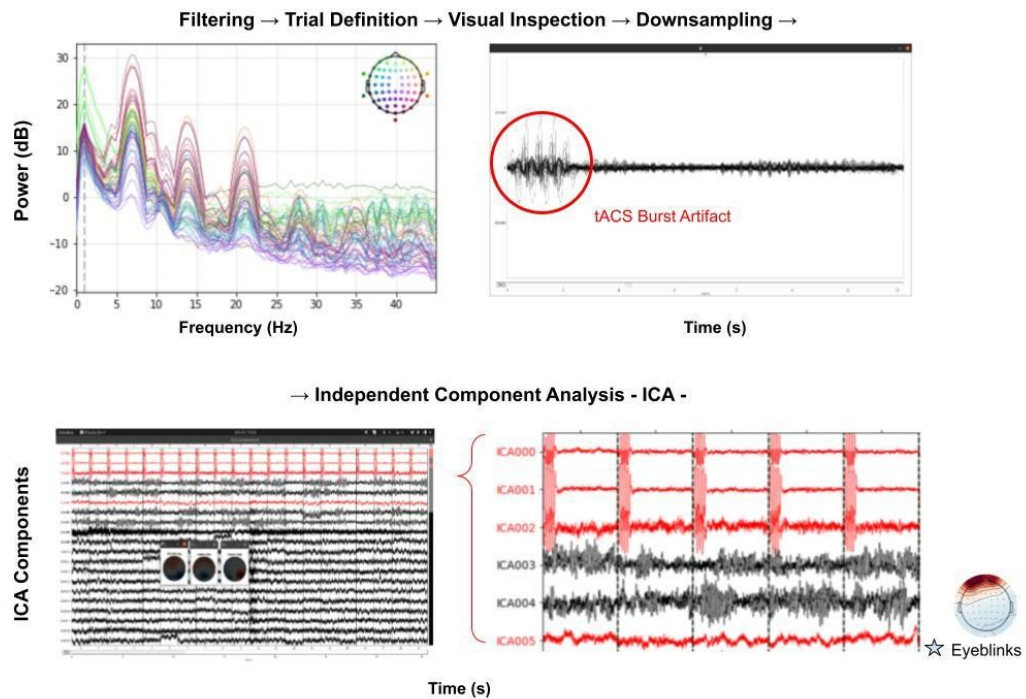 Filtering → Trial Definition → Visual Inspection → Downsampling →
Power (dB)
30
20
10
0
−10
−20
0 5 10 15 20 25 30 35 40
Frequency (Hz)
tACS Burst Artifact
Time (s)
→ Independent Component Analysis - ICA -
ICA Components
ICA000
ICA001
ICA002
ICA003
ICA004
ICA005
☆ Eyeblinks
Time (s)